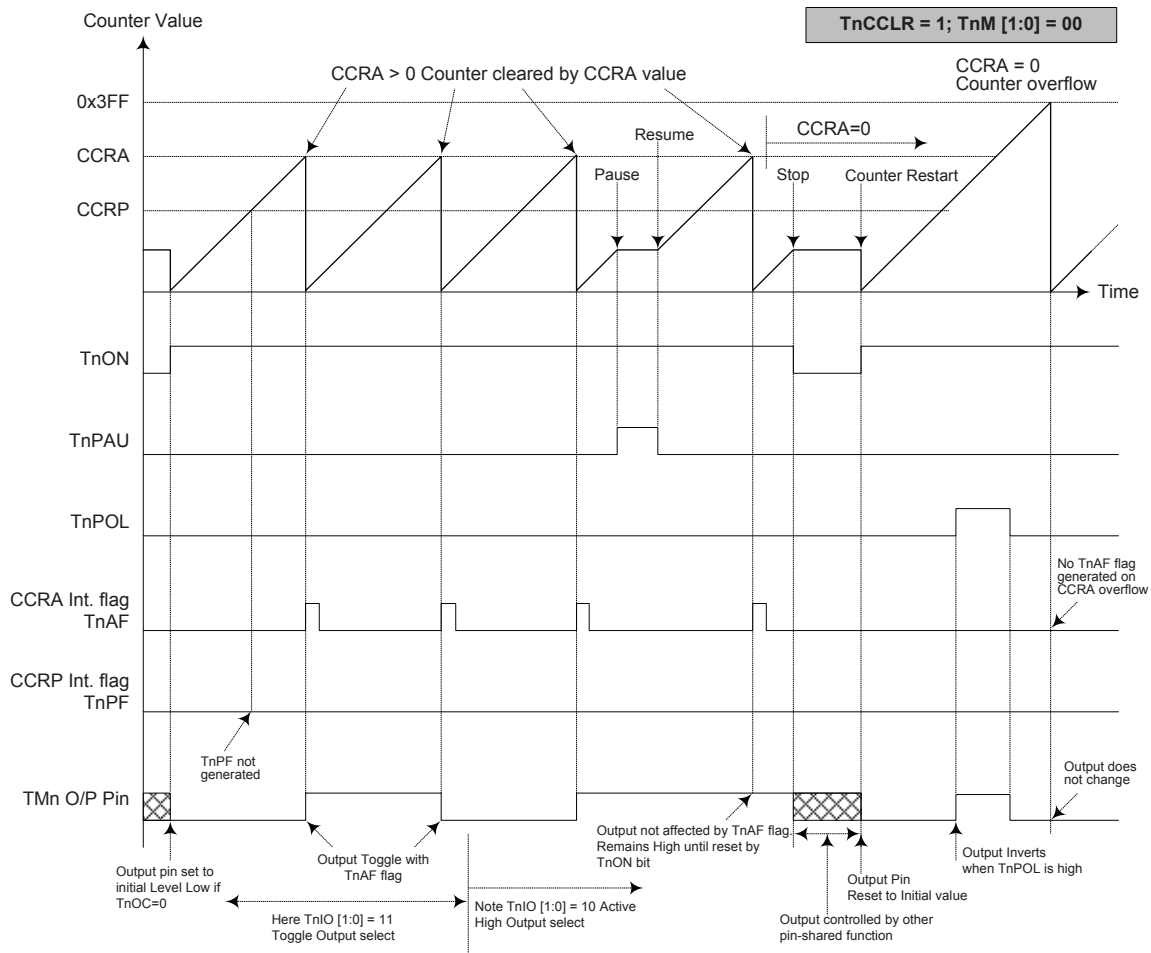 Counter Value
TnCCLR = 1; TnM [1:0] = 00
CCRA > 0 Counter cleared by CCRA value
CCRA = 0
Counter overflow
0x3FF
CCRA
CCRP
Resume
CCRA=0
Pause
Stop
Counter Restart
Time
TnON
TnPAU
TnPOL
CCRA Int. flag
TnAF
No TnAF flag
generated on
CCRA overflow
CCRP Int. flag
TnPF
TnPF not
generated
TMn O/P Pin
Output does
not change
Output pin set to
initial Level Low if
TnOC=0
Output Toggle with
TnAF flag
Here TnIO [1:0] = 11
Toggle Output select
Note TnIO [1:0] = 10 Active
High Output select
Output not affected by TnAF flag.
Remains High until reset by
TnON bit
Output controlled by other
pin-shared function
Output Pin
Reset to Initial value
Output Inverts
when TnPOL is high